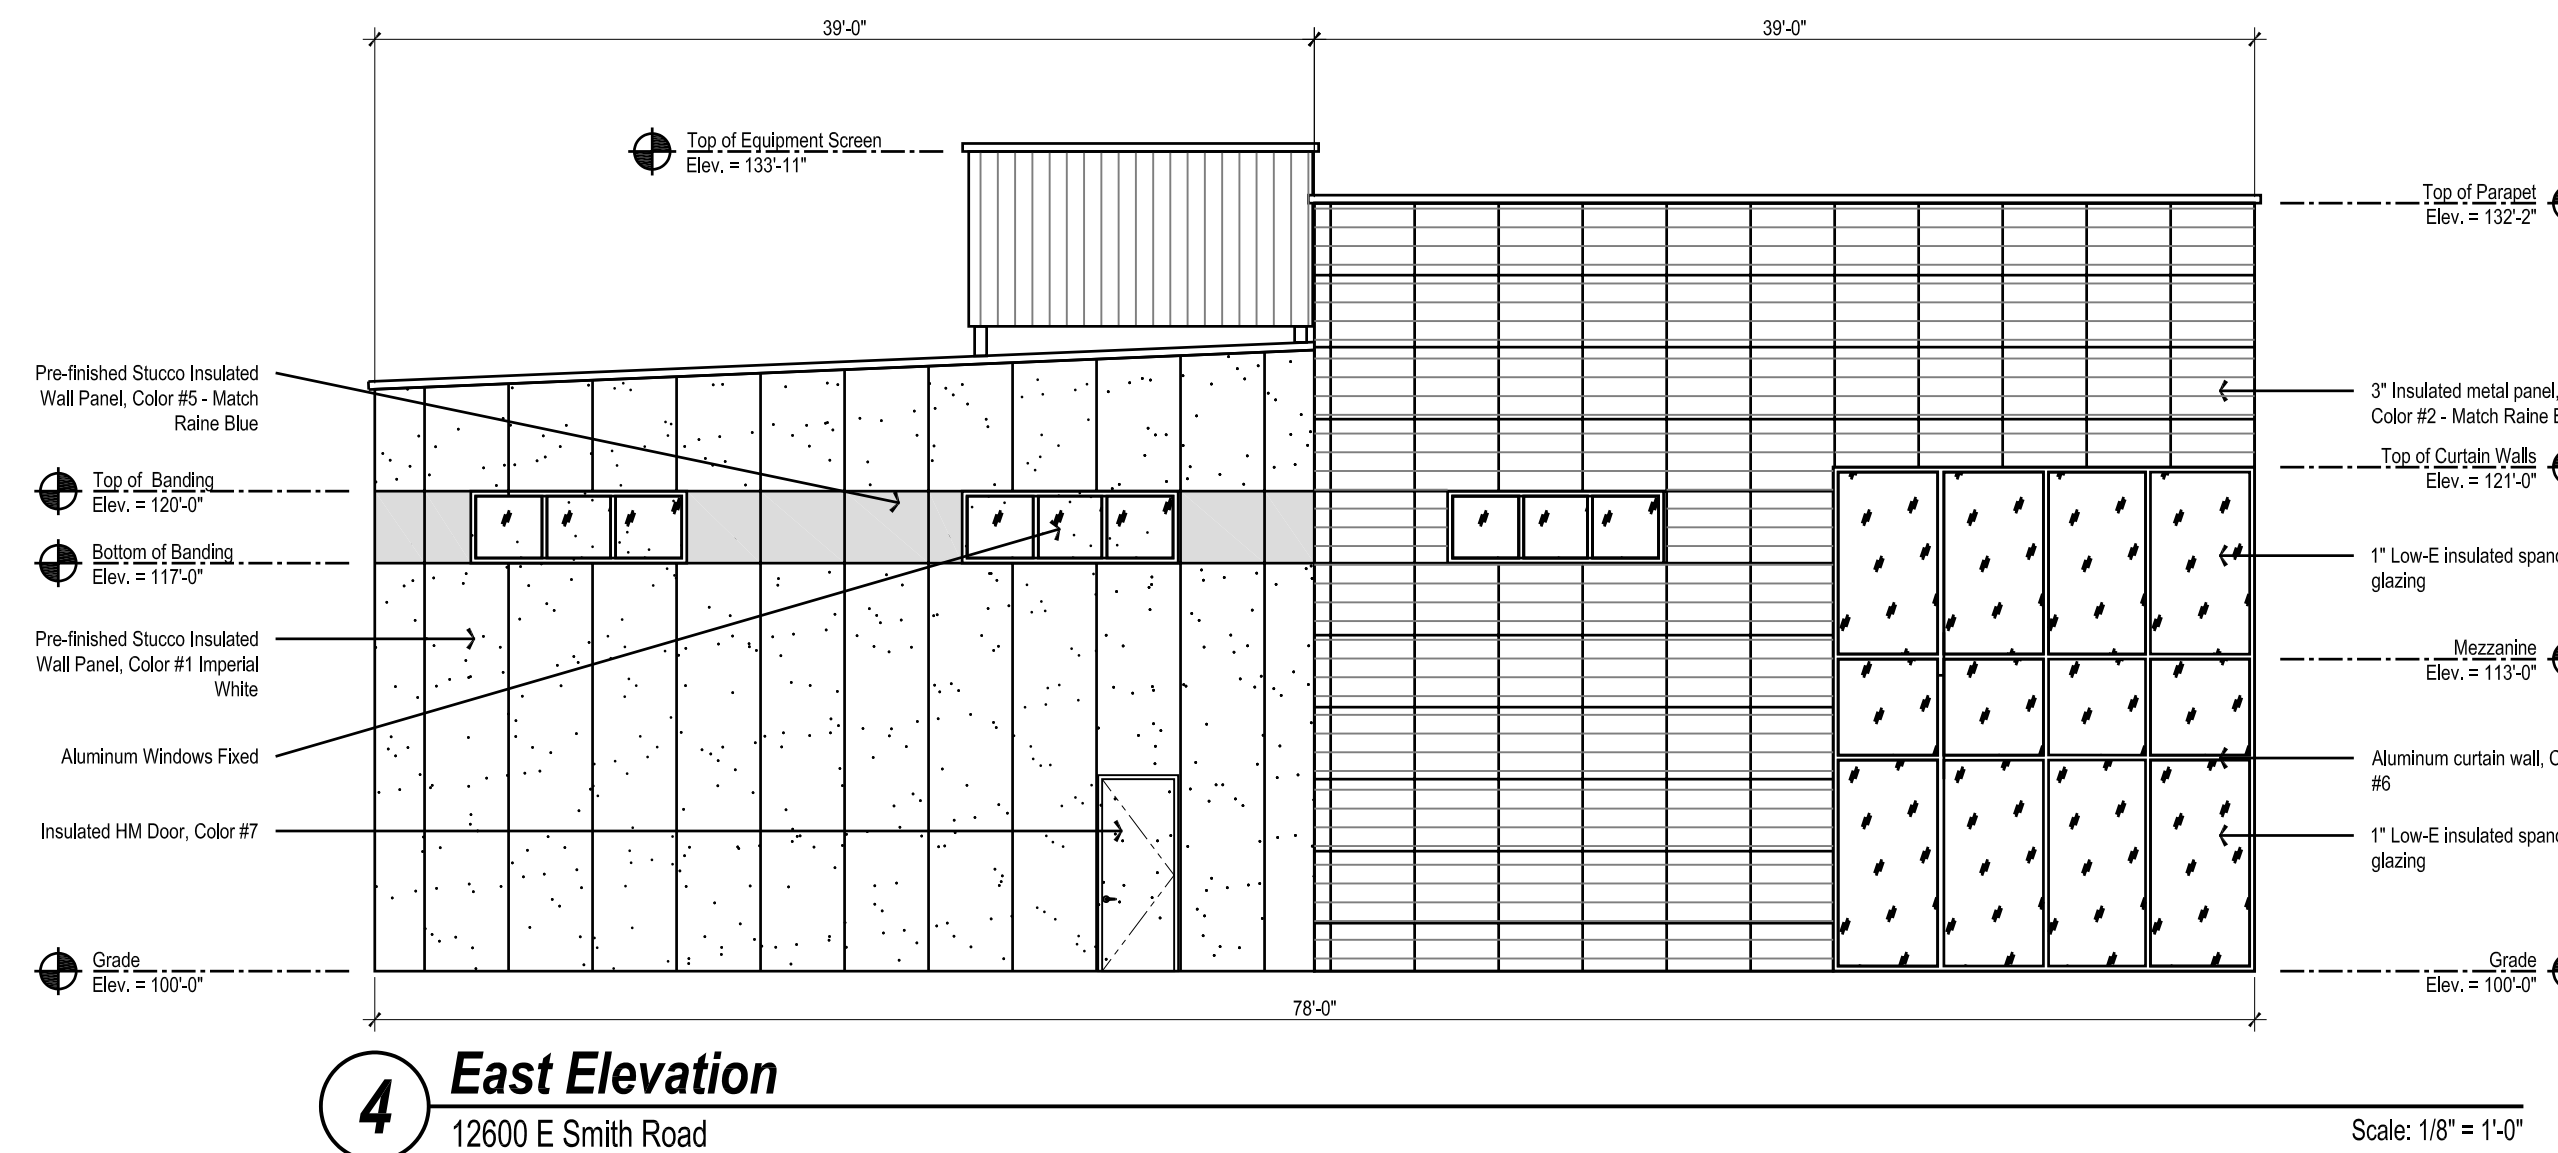 39'-0"
39'-0"
Top of Equipment Screen
Elev. = 133'-11"
Top of Parapet
Elev. = 132'-2"
Pre-finished Stucco Insulated
Wall Panel, Color #5 - Match
Raine Blue
3" Insulated metal panel,
Color #2 - Match Raine
Top of Curtain Walls
Elev. = 121'-0"
Top of Banding
Elev. = 120'-0"
Bottom of Banding
Elev. = 117'-0"
1" Low-E insulated
glazing
Pre-finished Stucco Insulated
Wall Panel, Color #1 Imperial
White
Mezzanine
Elev. = 113'-0"
Aluminum Windows Fixed
Aluminum curtain wall,
#6
Insulated HM Door, Color #7
1" Low-E insulated
glazing
Grade
Elev. = 100'-0"
Grade
Elev. = 100'-0"
78'-0"
4
East Elevation
12600 E Smith Road
Scale: 1/8" = 1'-0"